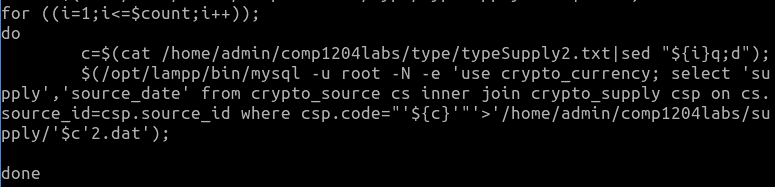 for ((i=1;i<=$count;i++));
do
        c=$(cat /home/admin/comp1204labs/type/typeSupply2.txt|sed "${i}q;d");
        $(/opt/lampp/bin/mysql -u root -N -e 'use crypto_currency; select 'su
pply','source_date' from crypto_source cs inner join crypto_supply csp on cs.
source_id=csp.source_id where csp.code="'${c}'"'>'/home/admin/comp1204labs/su
pply/'$c'2.dat');

done